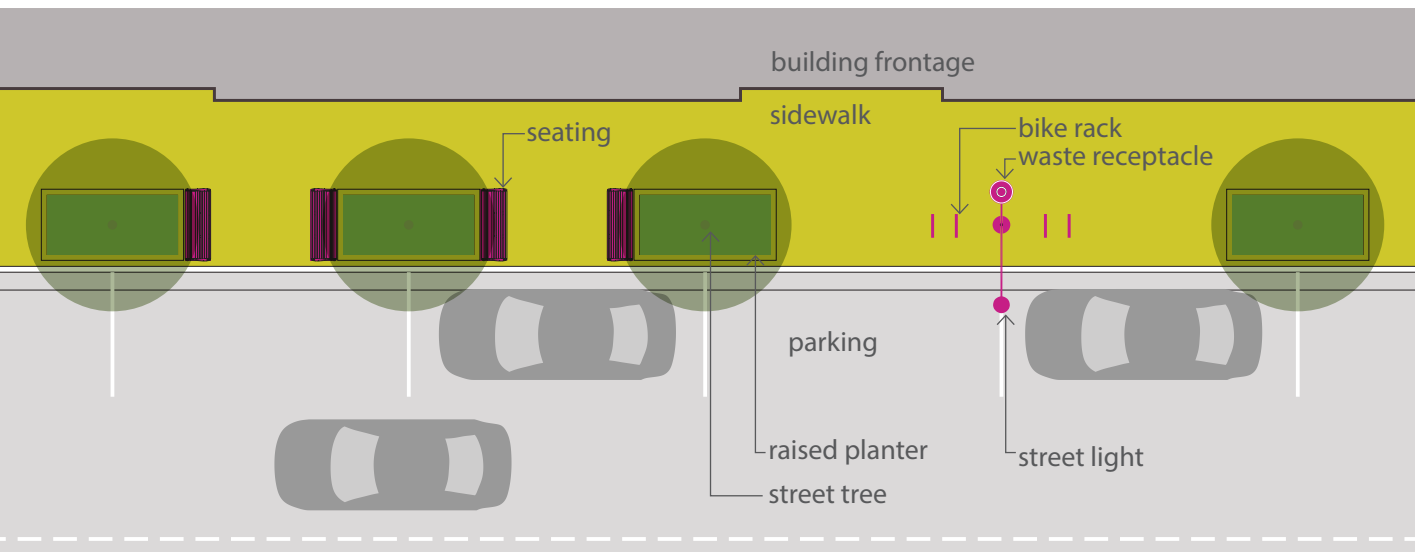 building frontage
sidewalk
seating
bike rack
waste receptacle
parking
raised planter
street light
street tree